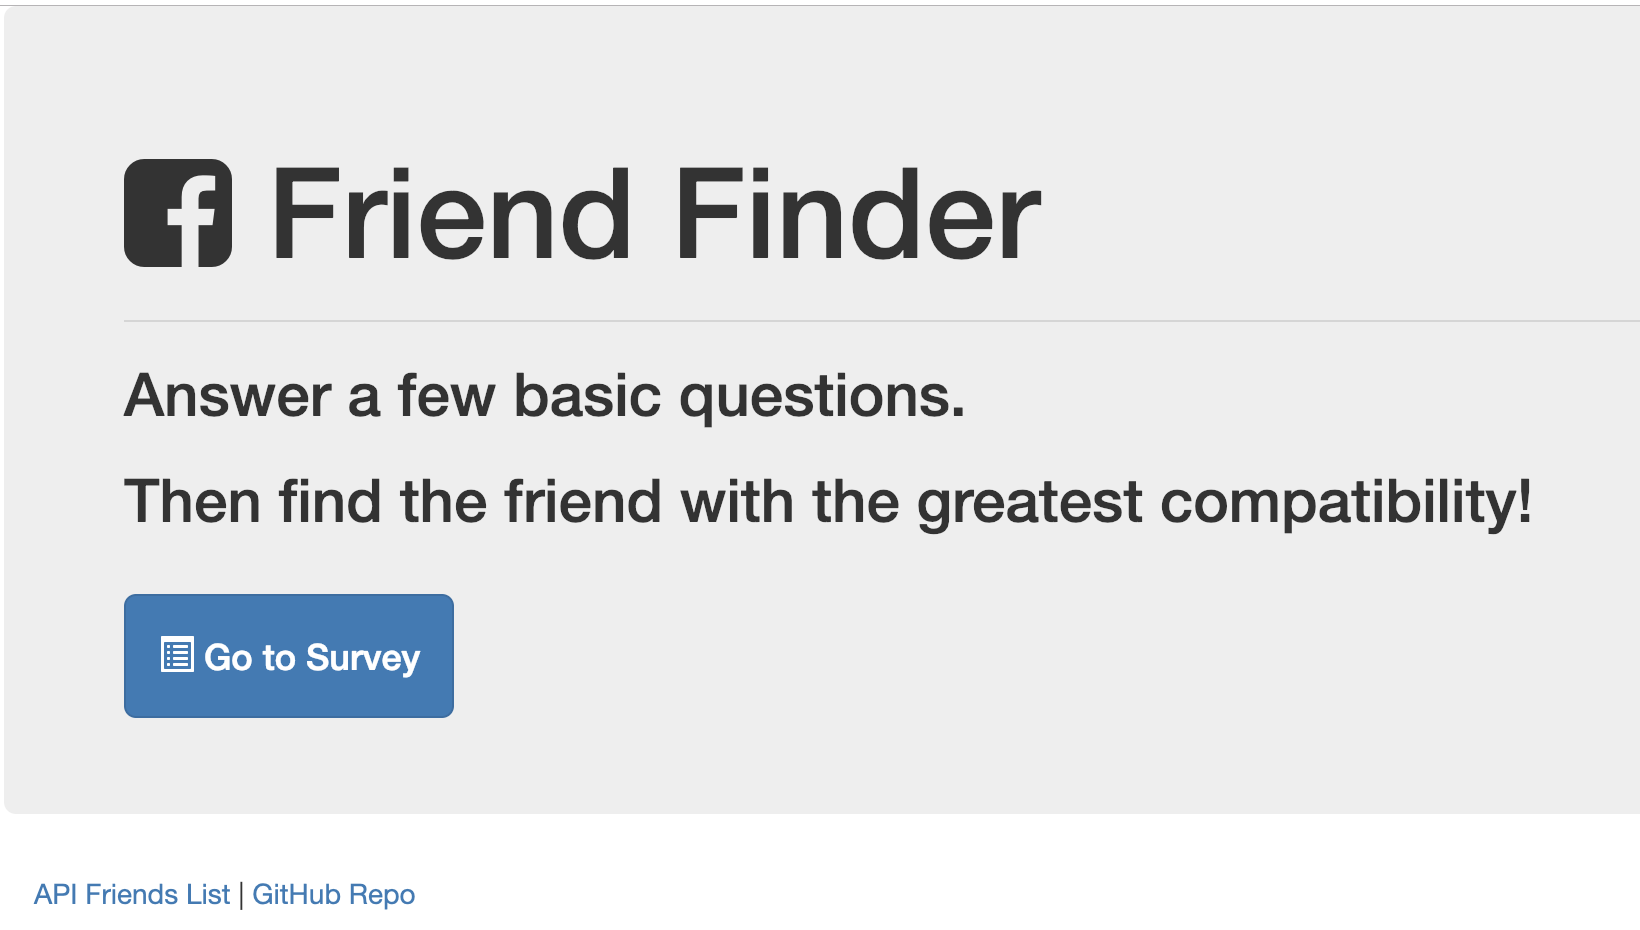 Friend Finder
Answer a few basic questions.
Then find the friend with the greatest compatibility!
Go to Survey
API Friends List | GitHub Repo